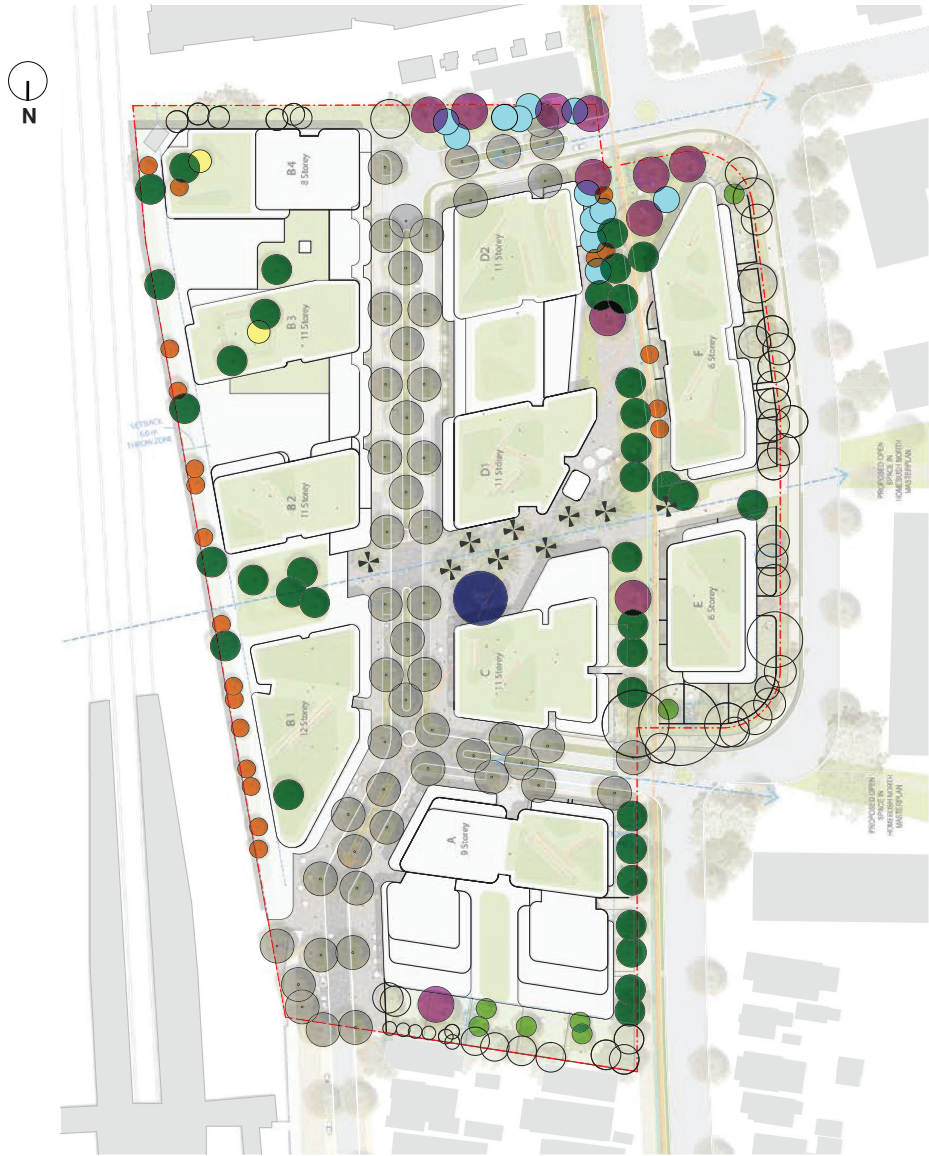 N
B4
8 Storey
D2
11 Storey
B3
11 Storey
F
6 Storey
SETBACK
6.0 m
THROW ZONE
B2
11 Storey
D1
11 Storey
PROPOSED OPEN
SPACE IN
HOMEBUSH NORTH
MASTERPLAN
E
6 Storey
C
11 Storey
B1
12 Storey
A
9 Storey
PROPOSED OPEN
SPACE IN
HOMEBUSH NORTH
MASTERPLAN